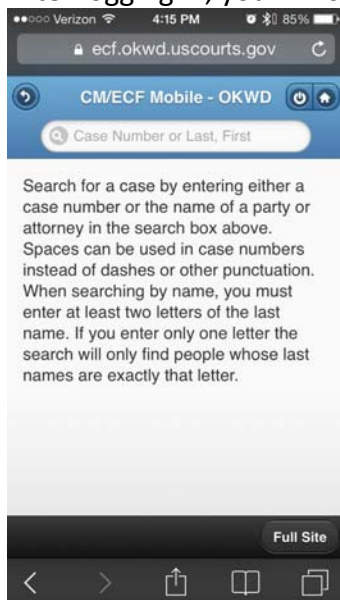 logging in, you
Verizon 4:15 PM 85%
ecf.okwd.uscourts.gov
CM/ECF Mobile - OKWD
Case Number or Last, First
Search for a case by entering either a
case number or the name of a party or
attorney in the search box above.
Spaces can be used in case numbers
instead of dashes or other punctuation.
When searching by name, you must
enter at least two letters of the last
name. If you enter only one letter the
search will only find people whose last
names are exactly that letter.
Full Site